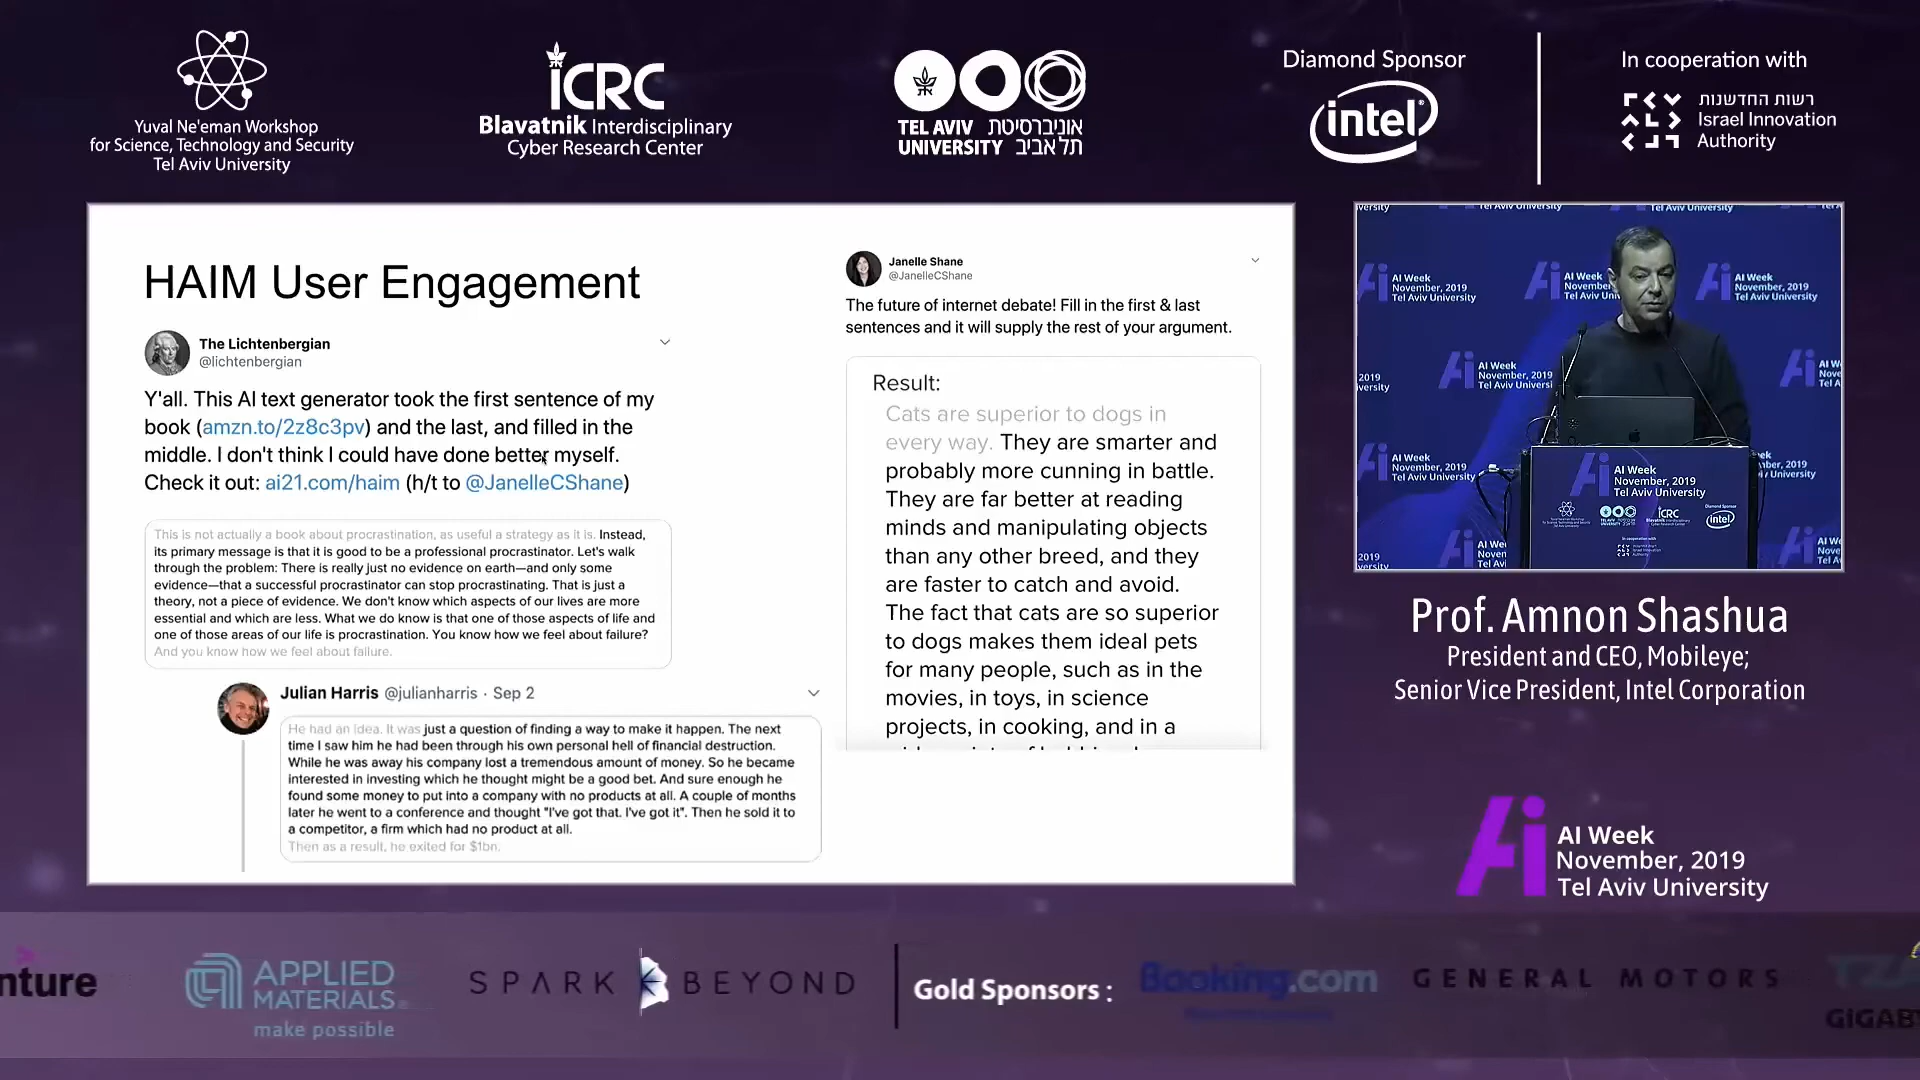 Yuval Ne'eman Workshop
for Science, Technology and Security
Tel Aviv University
iCRC
Blavatnik Interdisciplinary
Cyber Research Center
TEL AVIV אוניברסיטת
UNIVERSITY תל אביב
Diamond Sponsor
intel
In cooperation with
רשות החדשנות
Israel Innovation
Authority
HAIM User Engagement
The Lichtenbergian
@lichtenbergian
Y'all. This AI text generator took the first sentence of my
book (amzn.to/2z8c3pv) and the last, and filled in the
middle. I don't think I could have done better myself.
Check it out: ai21.com/haim (h/t to @JanelleCShane)
This is not actually a book about procrastination, as useful a strategy as it is. Instead,
its primary message is that it is good to be a professional procrastinator. Let's walk
through the problem: There is really just no evidence on earth—and only some
evidence—that a successful procrastinator can stop procrastinating. That is just a
theory, not a piece of evidence. We don't know which aspects of our lives are more
essential and which are less. What we do know is that one of those aspects of life and
one of those areas of our life is procrastination. You know how we feel about failure?
And you know how we feel about failure.
Julian Harris @julianharris · Sep 2
He had an idea. It was just a question of finding a way to make it happen. The next
time I saw him he had been through his own personal hell of financial destruction.
While he was away his company lost a tremendous amount of money. So he became
interested in investing which he thought might be a good bet. And sure enough he
found some money to put into a company with no products at all. A couple of months
later he went to a conference and thought "I've got that. I've got it". Then he sold it to
a competitor, a firm which had no product at all.
Then as a result, he exited for $1bn.
Janelle Shane
@JanelleCShane
The future of internet debate! Fill in the first & last
sentences and it will supply the rest of your argument.
Result:
Cats are superior to dogs in
every way. They are smarter and
probably more cunning in battle.
They are far better at reading
minds and manipulating objects
than any other breed, and they
are faster to catch and avoid.
The fact that cats are so superior
to dogs makes them ideal pets
for many people, such as in the
movies, in toys, in science
projects, in cooking, and in a
AI Week
November, 2019
Tel Aviv University
Prof. Amnon Shashua
President and CEO, Mobileye;
Senior Vice President, Intel Corporation
Ai AI Week
November, 2019
Tel Aviv University
nture
APPLIED
MATERIALS
make possible
SPARK BEYOND
Gold Sponsors :
Booking.com
GENERAL MOTORS
TZA
GIGAB